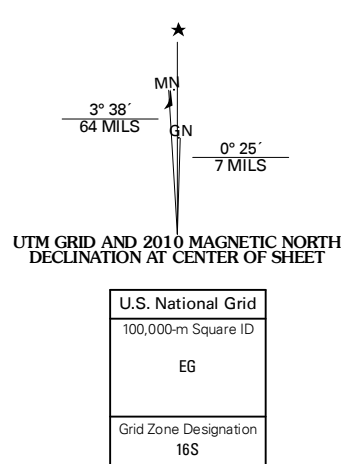 ★
MN
3° 38´
64 MILS
GN
0° 25´
7 MILS
UTM GRID AND 2010 MAGNETIC NORTH
DECLINATION AT CENTER OF SHEET
U.S. National Grid
100,000-m Square ID
EG
Grid Zone Designation
16S